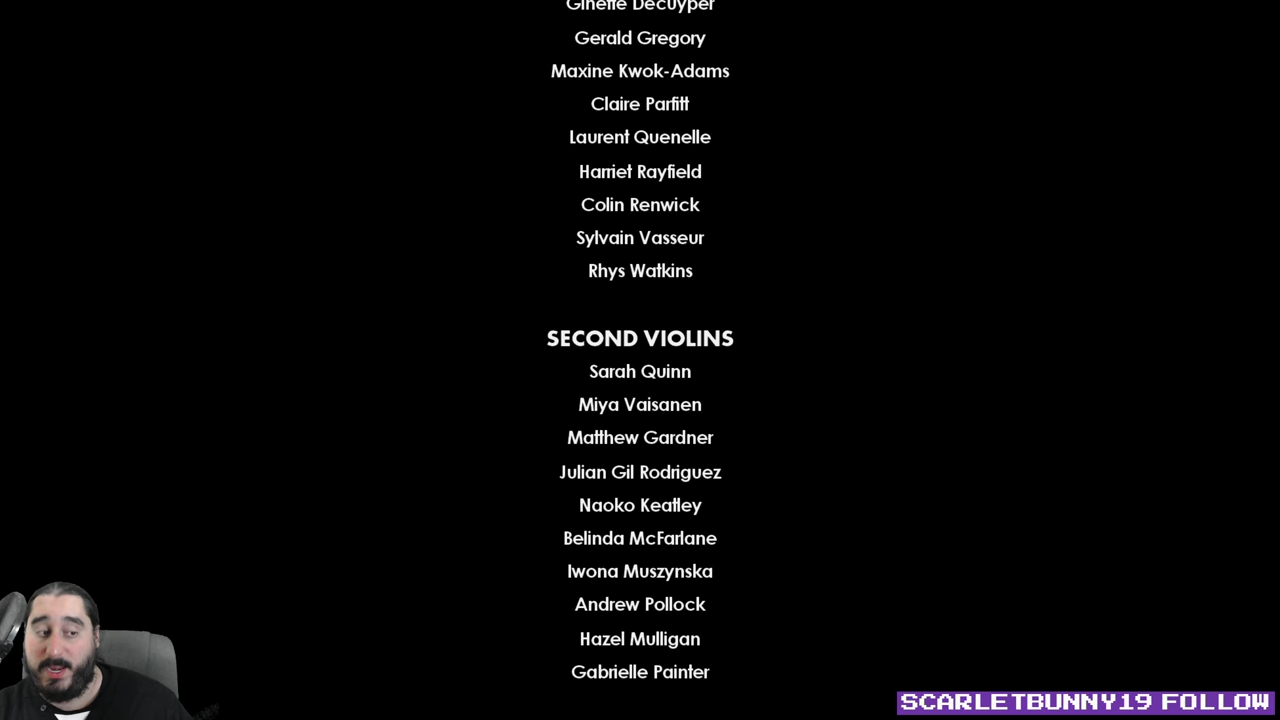 Ginette Decuyper
Gerald Gregory
Maxine Kwok-Adams
Claire Parfitt
Laurent Quenelle
Harriet Rayfield
Colin Renwick
Sylvain Vasseur
Rhys Watkins
SECOND VIOLINS
Sarah Quinn
Miya Vaisanen
Matthew Gardner
Julian Gil Rodriguez
Naoko Keatley
Belinda McFarlane
Iwona Muszynska
Andrew Pollock
Hazel Mulligan
Gabrielle Painter
SCARLETBUNNY19 FOLLOW